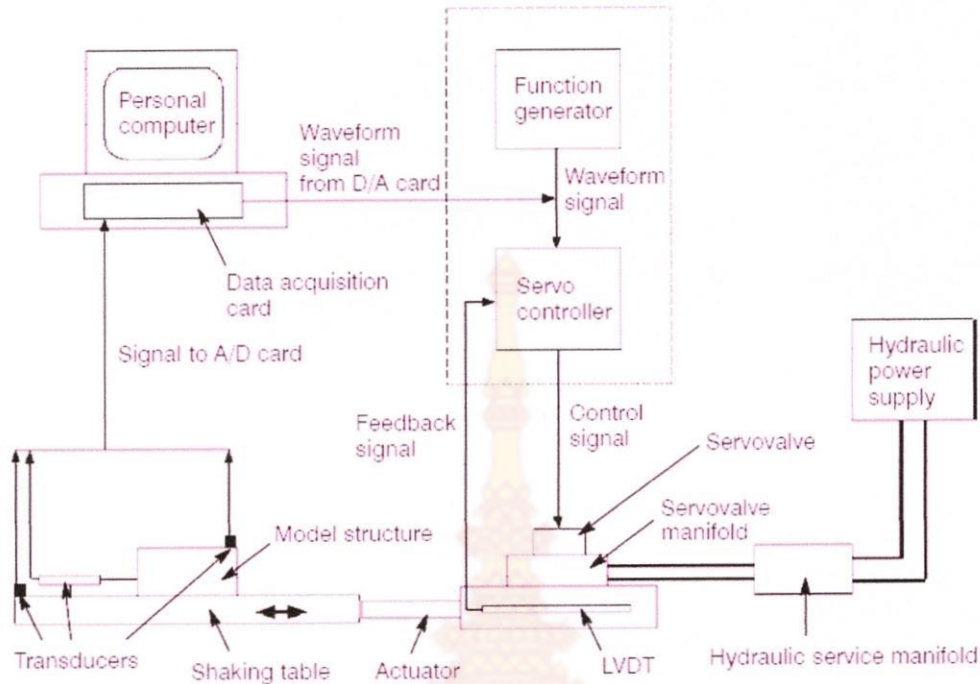 Personal
computer
Function
generator
Waveform
signal
from D/A card
Waveform
signal
Data acquisition
card
Servo
controller
Signal to A/D card
Hydraulic
power
supply
Feedback
signal
Control
signal
Servovalve
Servovalve
manifold
Model structure
Transducers
Shaking table
Actuator
LVDT
Hydraulic service manifold